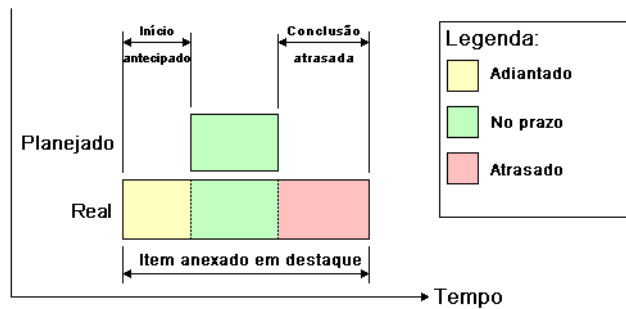 Início
antecipado
Conclusão
atrasada
Planejado
Real
Item anexado em destaque
Tempo
Legenda:
Adiantado
No prazo
Atrasado